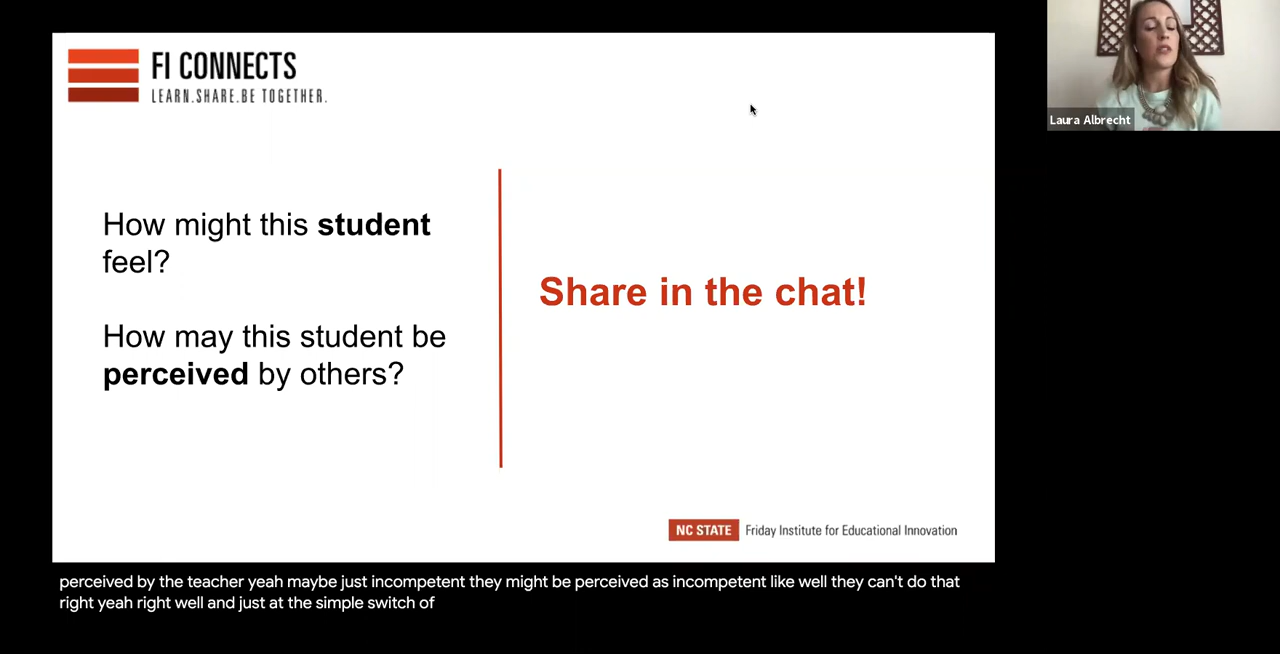 FI CONNECTS
LEARN.SHARE.BE TOGETHER.
Laura Albrecht
How might this student
feel?
How may this student be
perceived by others?
Share in the chat!
NC STATE Friday Institute for Educational Innovation
perceived by the teacher yeah maybe just incompetent they might be perceived as incompetent like well they can't do that
right yeah right well and just at the simple switch of